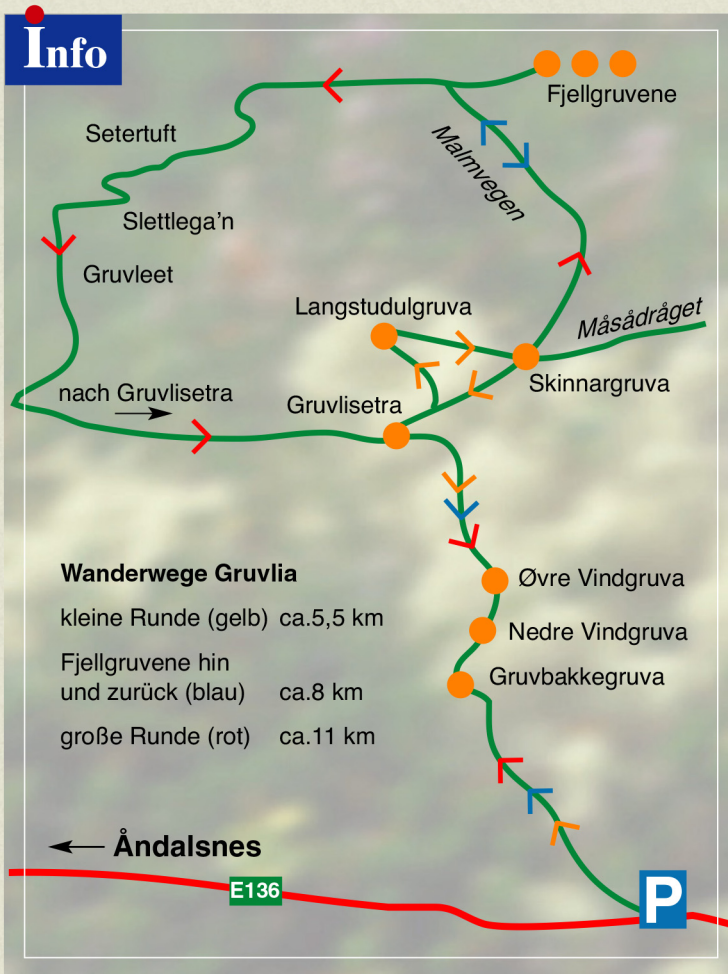 Info
Fjellgruvene
Setertuft
Malmvegen
Slettlega'n
Gruvleet
Langstudulgruva
Måsådråget
nach Gruvlisetra
Skinnargruva
Gruvlisetra
Wanderwege Gruvlia
kleine Runde (gelb) ca.5,5 km
Fjellgruvene hin
und zurück (blau) ca.8 km
große Runde (rot) ca.11 km
Øvre Vindgruva
Nedre Vindgruva
Gruvbakkegruva
Åndalsnes
E136
P